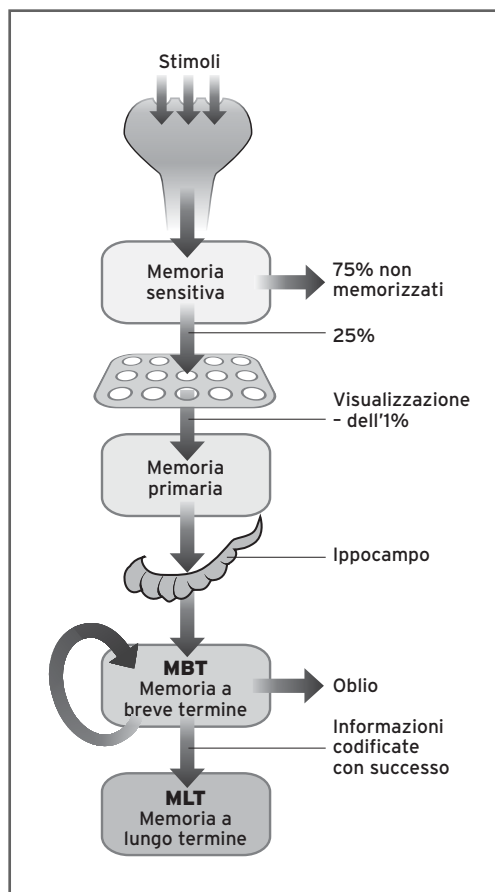 Stimoli
Memoria
sensitiva
75% non
memorizzati
25%
Visualizzazione
– dell’1%
Memoria
primaria
Ippocampo
MBT
Memoria a
breve termine
Oblio
Informazioni
codificate
con successo
MLT
Memoria a
lungo termine